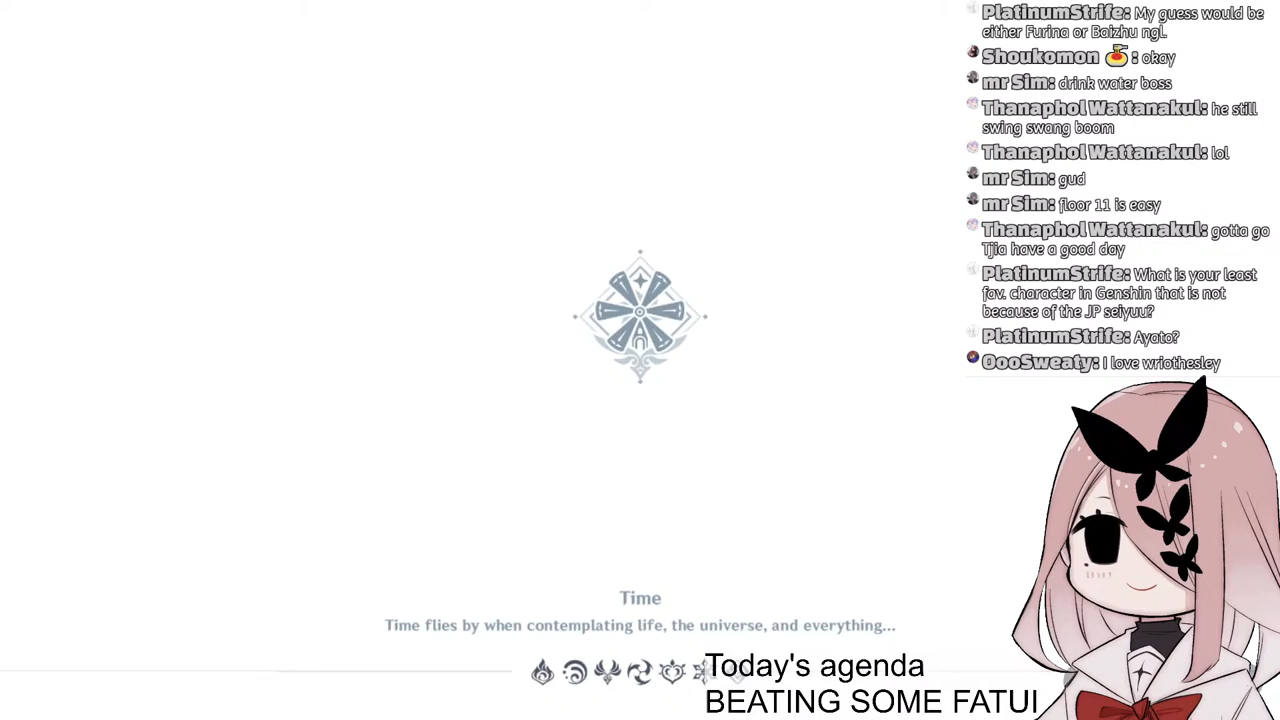 PlatinumStrife: My guess would be
either Furina or Baizhu ngl
Shoukomon : okay
mr Sim: drink water boss
Thanaphol Wattanakul: he still
swing swang boom
Thanaphol Wattanakul: lol
mr Sim: gud
mr Sim: floor 11 is easy
Thanaphol Wattanakul: gotta go
Tjia have a good day
PlatinumStrife: What is your least
fav. character in Genshin that is not
because of the JP seiyuu?
PlatinumStrife: Ayato?
OooSweaty: I love wriothesley
Time
Time flies by when contemplating life, the universe, and everything...
Today's agenda
BEATING SOME FATUI